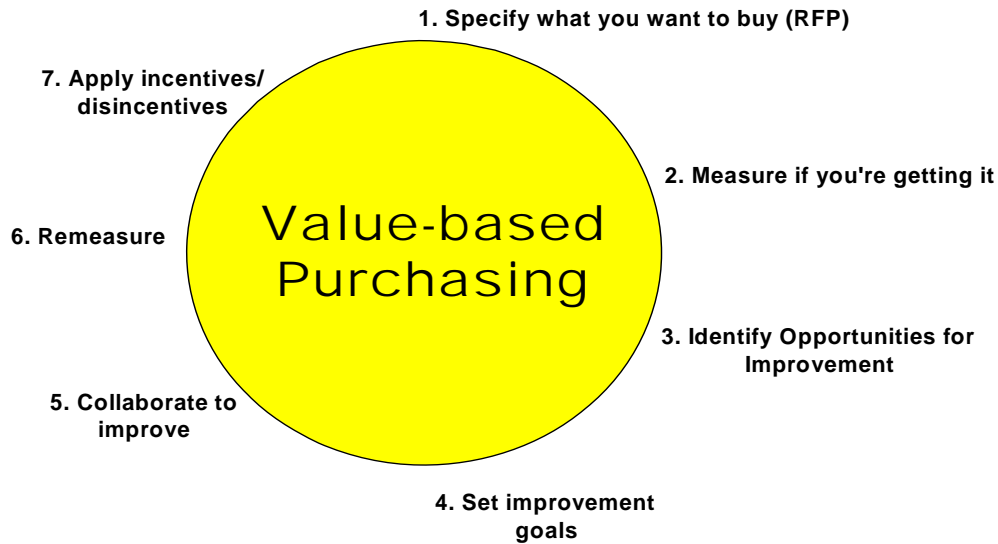 1. Specify what you want to buy (RFP)
2. Measure if you're getting it
3. Identify Opportunities for
Improvement
4. Set improvement
goals
5. Collaborate to
improve
6. Remeasure
7. Apply incentives/
disincentives
Value-based
Purchasing